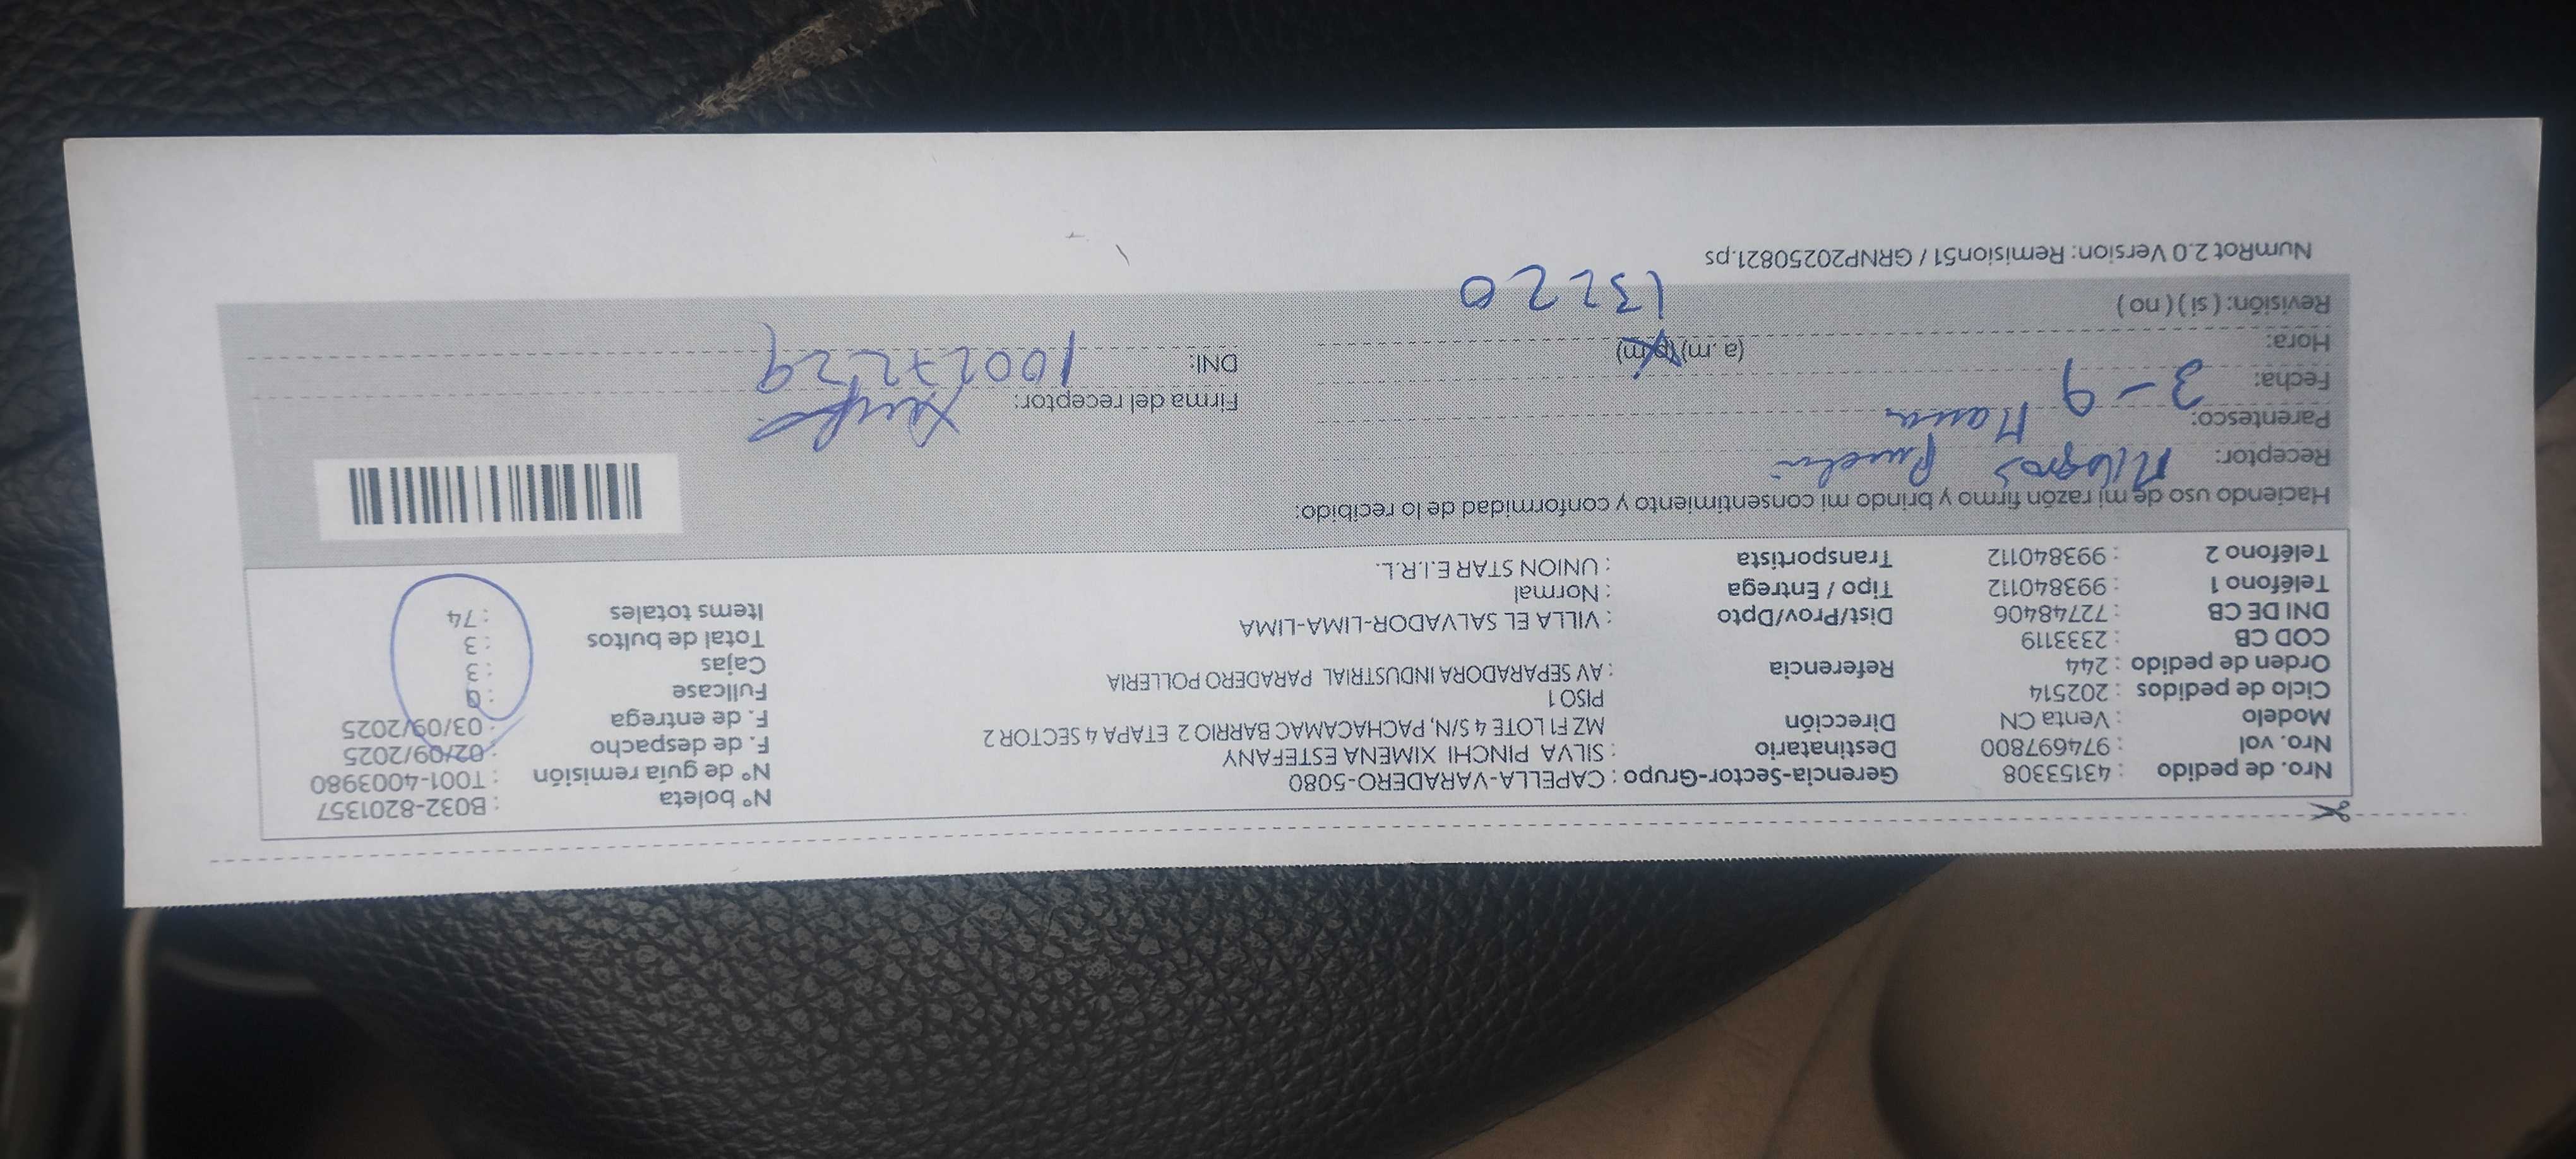 Nro. de pedido : 43153308 Gerencia-Sector-Grupo : CAPELLA-VARADERO-5080 N° boleta : B032-8201357
Nro. vol : 974697800 Destinatario : SILVA PINCHI XIMENA ESTEFANY N° de guía remisión : T001-4003980
Modelo : Venta CN Dirección MZ F1 LOTE 4 S/N, PACHACAMAC BARRIO 2 ETAPA 4 SECTOR 2 F. de despacho : 02/09/2025
Ciclo de pedidos : 202514 PISO 1 F. de entrega : 03/09/2025
Orden de pedido : 244 Referencia : AV SEPARADORA INDUSTRIAL PARADERO POLLERIA Fullcase : 0
COD CB : 2333119 Cajas : 3
DNI DE CB : 72748406 Dist/Prov/Dpto : VILLA EL SALVADOR-LIMA-LIMA Total de bultos : 3
Teléfono 1 : 993840112 Tipo / Entrega : Normal Items totales : 74
Teléfono 2 : 993840112 Transportista : UNION STAR E.I.R.L.
Haciendo uso de mi razón firmo y brindo mi consentimiento y conformidad de lo recibido:
Receptor: Milagros
Parentesco: Mama Firma del receptor:
Fecha: 3-9 DNI: 10027229
Hora: (a. m) (p. m)
Revisión: ( si ) ( no ) 13220
NumRot 2.0 Version: Remision51 / GRNP20250821.ps